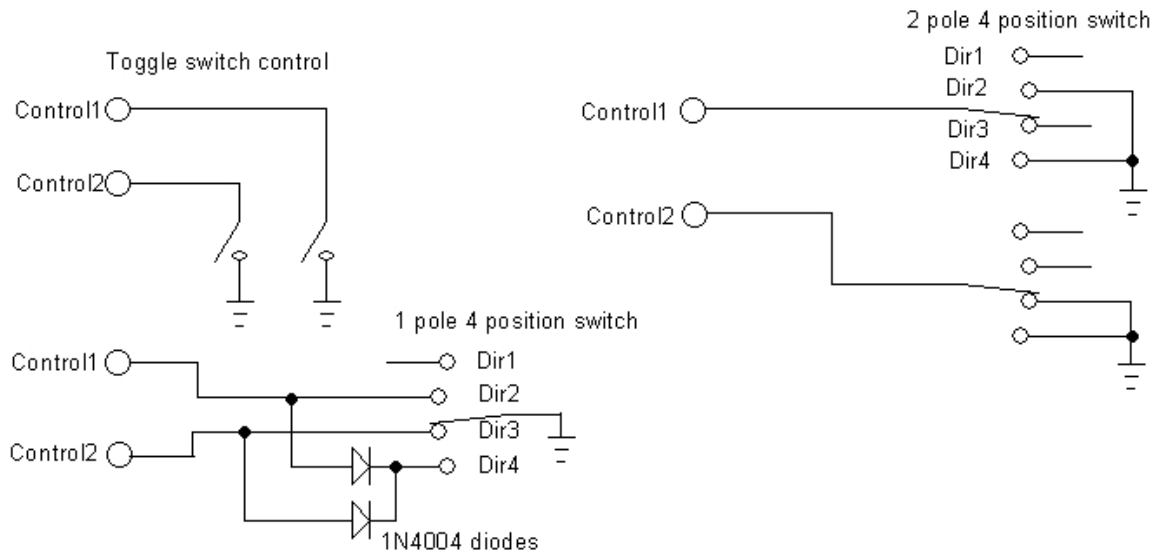 Toggle switch control
Control1
Control2
2 pole 4 position switch
Dir1
Dir2
Control1
Dir3
Dir4
Control2
1 pole 4 position switch
Control1
Dir1
Dir2
Control2
Dir3
Dir4
1N4004 diodes